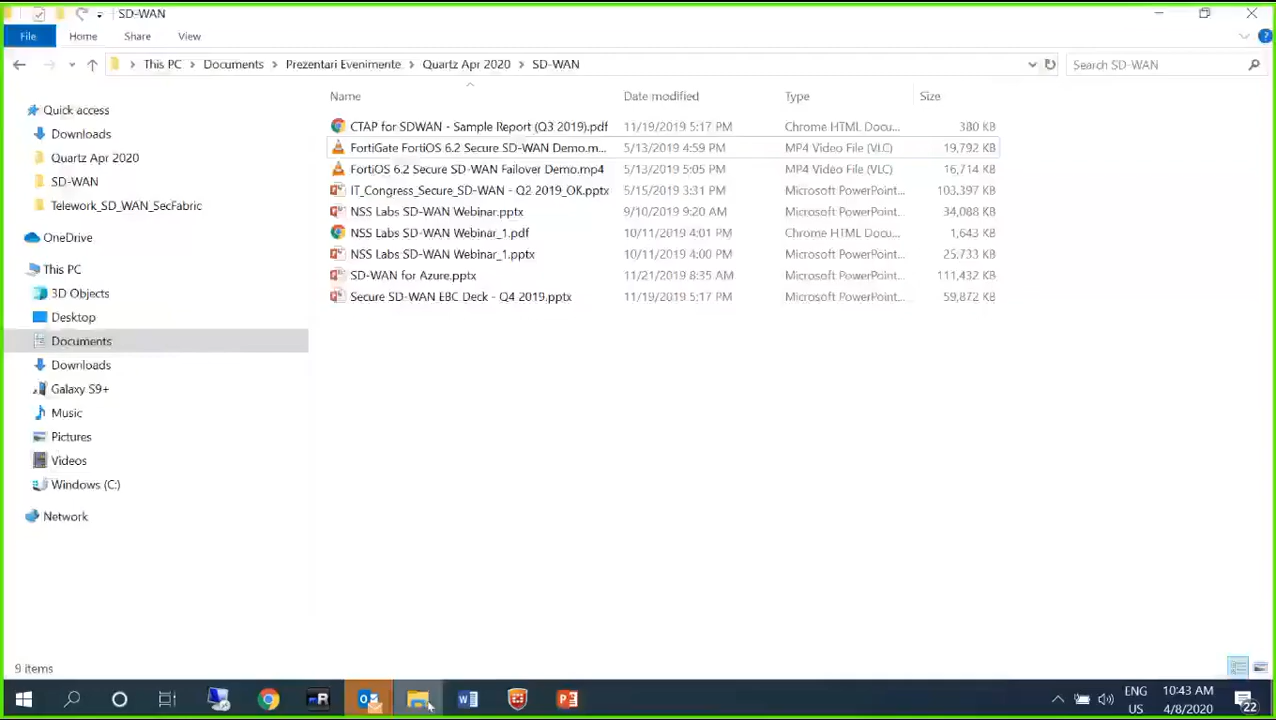 SD-WAN
File Home Share View
This PC Documents Prezentari Evenimente Quartz Apr 2020 SD-WAN
Search SD-WAN
Name Date modified Type Size
Quick access
Downloads
Quartz Apr 2020
SD-WAN
Telework_SD_WAN_SecFabric
OneDrive
This PC
3D Objects
Desktop
Documents
Downloads
Galaxy S9+
Music
Pictures
Videos
Windows (C:)
Network
CTAP for SDWAN - Sample Report (Q3 2019).pdf 11/19/2019 5:17 PM Chrome HTML Docu... 380 KB
FortiGate FortiOS 6.2 Secure SD-WAN Demo.m... 5/13/2019 4:59 PM MP4 Video File (VLC) 19,792 KB
FortiOS 6.2 Secure SD-WAN Failover Demo.mp4 5/13/2019 5:05 PM MP4 Video File (VLC) 16,714 KB
IT_Congress_Secure_SD-WAN - Q2 2019_OK.pptx 5/15/2019 3:31 PM Microsoft PowerPoint... 103,397 KB
NSS Labs SD-WAN Webinar.pptx 9/10/2019 9:20 AM Microsoft PowerPoint... 34,088 KB
NSS Labs SD-WAN Webinar_1.pdf 10/11/2019 4:01 PM Chrome HTML Docu... 1,643 KB
NSS Labs SD-WAN Webinar_1.pptx 10/11/2019 4:00 PM Microsoft PowerPoint... 25,733 KB
SD-WAN for Azure.pptx 11/21/2019 8:35 AM Microsoft PowerPoint... 111,432 KB
Secure SD-WAN EBC Deck - Q4 2019.pptx 11/19/2019 5:17 PM Microsoft PowerPoint... 59,872 KB
9 items
ENG 10:43 AM
US 4/8/2020 22